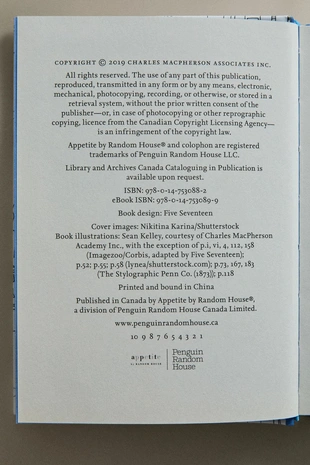 COPYRIGHT © 2019 CHARLES MACPHERSON ASSOCIATES INC.
All rights reserved. The use of any part of this publication,
reproduced, transmitted in any form or by any means, electronic,
mechanical, photocopying, recording, or otherwise, or stored in a
retrieval system, without the prior written consent of the
publisher—or, in case of photocopying or other reprographic
copying, licence from the Canadian Copyright Licensing Agency—
is an infringement of the copyright law.
Appetite by Random House® and colophon are registered
trademarks of Penguin Random House LLC.
Library and Archives Canada Cataloguing in Publication is
available upon request.
ISBN: 978-0-14-753088-2
eBook ISBN: 978-0-14-753089-9
Book design: Five Seventeen
Cover images: Nikitina Karina/Shutterstock
Book illustrations: Sean Kelley, courtesy of Charles MacPherson
Academy Inc., with the exception of p.i, vi, 4, 112, 158
(Imagezoo/Corbis, adapted by Five Seventeen);
p.52; p.55; p.58 (lynea/shutterstock.com); p.73, 167, 183
(The Stylographic Penn Co. (1873)); p.118
Printed and bound in China
Published in Canada by Appetite by Random House®,
a division of Penguin Random House Canada Limited.
www.penguinrandomhouse.ca
10 9 8 7 6 5 4 3 2 1
appetite
BY RANDOM HOUSE
Penguin
Random
House